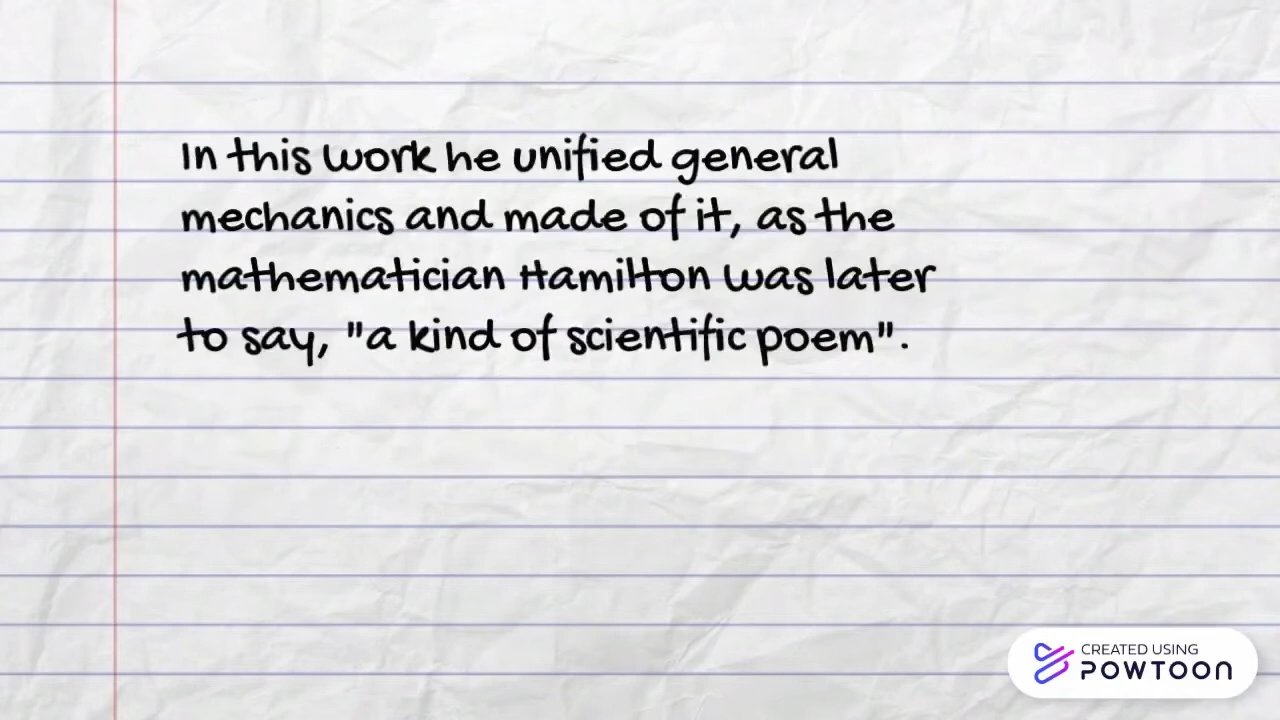 In this work he unified general
mechanics and made of it, as the
mathematician Hamilton was later
to say, "a kind of scientific poem".
CREATED USING
POWTOON